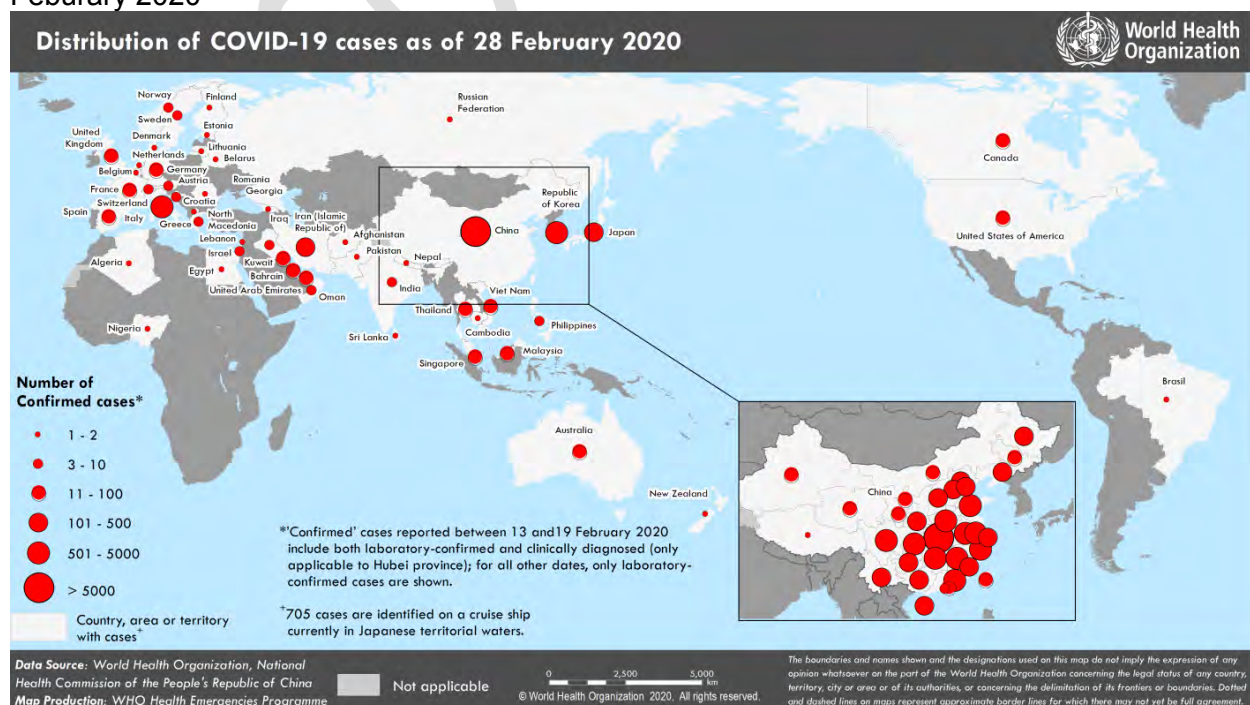 Feburary 2020
Distribution of COVID-19 cases as of 28 February 2020
World Health
Organization
Norway
Finland
Sweden
Estonia
Russian
Federation
United
Kingdom
Denmark
Lithuania
Netherlands
Belarus
Belgium
Germany
Austria
Romania
France
Georgia
Switzerland
Croatia
Spain
Italy
North
Macedonia
Greece
Iraq
Iran (Islamic
Republic of)
Afghanistan
Lebanon
Israel
Pakistan
Nepal
Algeria
Kuwait
Egypt
Bahrain
United Arab Emirates
Oman
India
China
Republic
of Korea
Japan
Canada
United States of America
Viet Nam
Thailand
Philippines
Cambodia
Nigeria
Sri Lanka
Singapore
Malaysia
Brasil
Australia
New Zealand
China
Number of
Confirmed cases*
1 - 2
3 - 10
11 - 100
101 - 500
501 - 5000
> 5000
Country, area or territory
with cases+
*'Confirmed' cases reported between 13 and19 February 2020
include both laboratory-confirmed and clinically diagnosed (only
applicable to Hubei province); for all other dates, only laboratory-
confirmed cases are shown.
+705 cases are identified on a cruise ship
currently in Japanese territorial waters.
Data Source: World Health Organization, National
Health Commission of the People's Republic of China
Map Production: WHO Health Emergencies Programme
Not applicable
0 2,500 5,000
km
© World Health Organization 2020. All rights reserved.
The boundaries and names shown and the designations used on this map do not imply the expression of any
opinion whatsoever on the part of the World Health Organization concerning the legal status of any country,
territory, city or area or of its authorities, or concerning the delimitation of its frontiers or boundaries. Dotted
and dashed lines on maps represent approximate border lines for which there may not yet be full agreement.